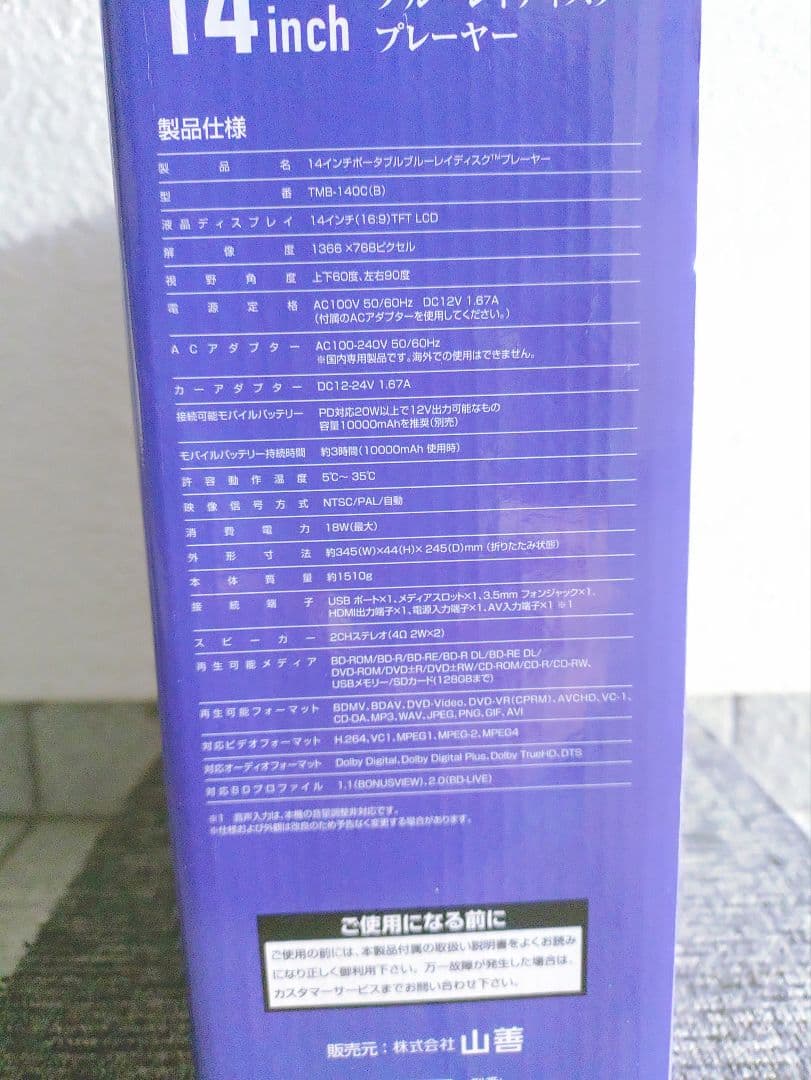 14inch ブルーレイディスク
プレーヤー
製品仕様
製品名 14インチポータブルブルーレイディスク™プレーヤー
型番 TMB-140C(B)
液晶ディスプレイ 14インチ(16:9)TFT LCD
解像度 1366×768ピクセル
視野角度 上下60度、左右90度
電源定格 AC100V 50/60Hz DC12V 1.67A
(付属のACアダプターを使用してください。)
ACアダプター AC100-240V 50/60Hz
※国内専用製品です。海外での使用はできません。
カーアダプター DC12-24V 1.67A
接続可能モバイルバッテリー PD対応20W以上で12V出力可能なもの
容量10000mAhを推奨(別売)
モバイルバッテリー持続時間 約3時間(10000mAh 使用時)
許容動作温度 5℃～35℃
映像信号方式 NTSC/PAL/自動
消費電力 18W(最大)
外形寸法 約345(W)×44(H)×245(D)mm (折りたたみ状態)
本体質量 約1510g
接続端子 USB ポート×1、メディアスロット×1、3.5mm フォンジャック×1、
HDMI出力端子×1、電源入力端子×1、AV入力端子×1 ※1
スピーカー 2CHステレオ(4Ω 2W×2)
再生可能メディア BD-ROM/BD-R/BD-RE/BD-R DL/BD-RE DL/
DVD-ROM/DVD±R/DVD±RW/CD-ROM/CD-R/CD-RW、
USBメモリー/SDカード(128GBまで)
再生可能フォーマット BDMV、BDAV、DVD-Video、DVD-VR(CPRM)、AVCHD、VC-1、
CD-DA、MP3、WAV、JPEG、PNG、GIF、AVI
対応ビデオフォーマット H.264、VC1、MPEG1、MPEG-2、MPEG4
対応オーディオフォーマット Dolby Digital、Dolby Digital Plus、Dolby TrueHD、DTS
対応BDプロファイル 1.1(BONUSVIEW)、2.0(BD-LIVE)
※1 音声入力は、本機の音量調整非対応です。
※仕様および外観は改良のため予告なく変更する場合があります。
ご使用になる前に
ご使用の前には、本製品付属の取扱い説明書をよくお読み
になり正しく御利用下さい。万一故障が発生した場合は、
カスタマーサービスまでお問い合わせ下さい。
販売元：株式会社 山善